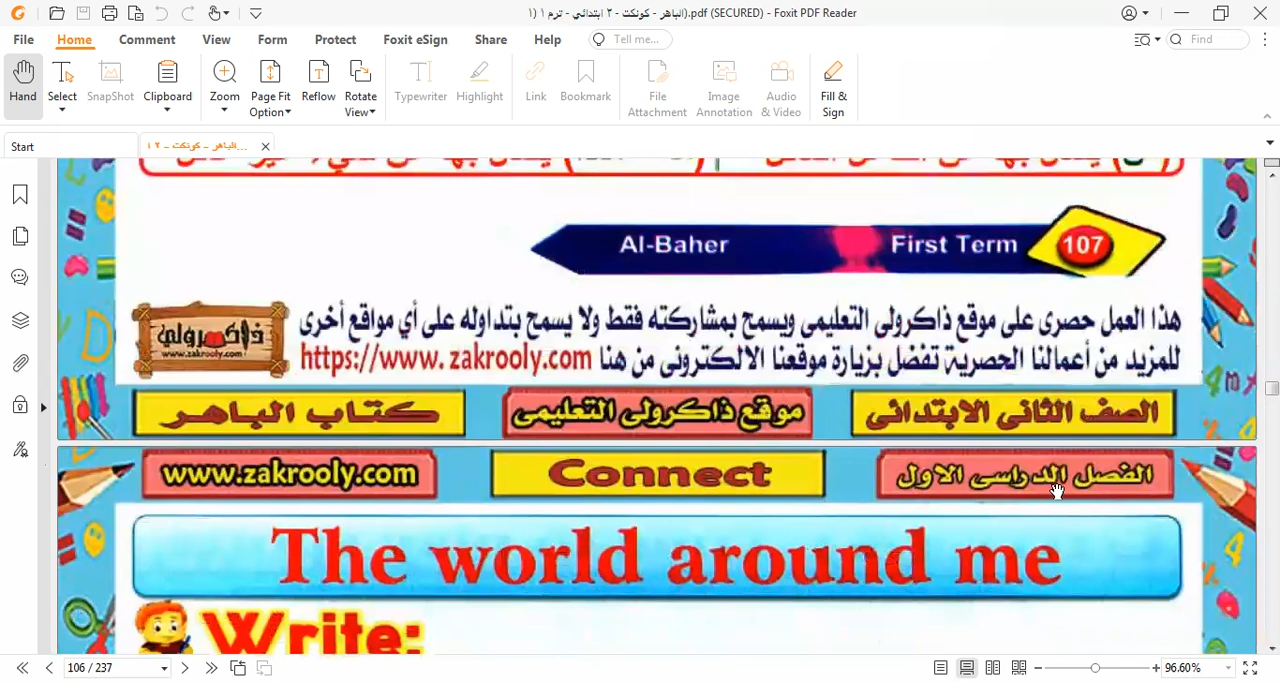 الباهر - كونكت - ٢ ابتدائي - ترم ١ (١).pdf (SECURED) - Foxit PDF Reader
File Home Comment View Form Protect Foxit eSign Share Help Tell me... Find
Hand Select SnapShot Clipboard Zoom Page Fit Option Reflow Rotate View Typewriter Highlight Link Bookmark File Attachment Image Annotation Audio & Video Fill & Sign
Start
الباهر - كونكت - ٢ ١...
Al-Baher First Term 107
ذاكرولي
www.zakrooly.com
هذا العمل حصرى على موقع ذاكرولى التعليمى ويسمح بمشاركته فقط ولا يسمح بتداوله على أي مواقع أخرى
للمزيد من أعمالنا الحصرية تفضل بزيارة موقعنا الالكترونى من هنا https://www. zakrooly.com
الصف الثانى الابتدائى موقع ذاكرولى التعليمى كتاب الباهر
www.zakrooly.com Connect الفصل الدراسى الاول
The world around me
Write:
106 / 237
96.60%